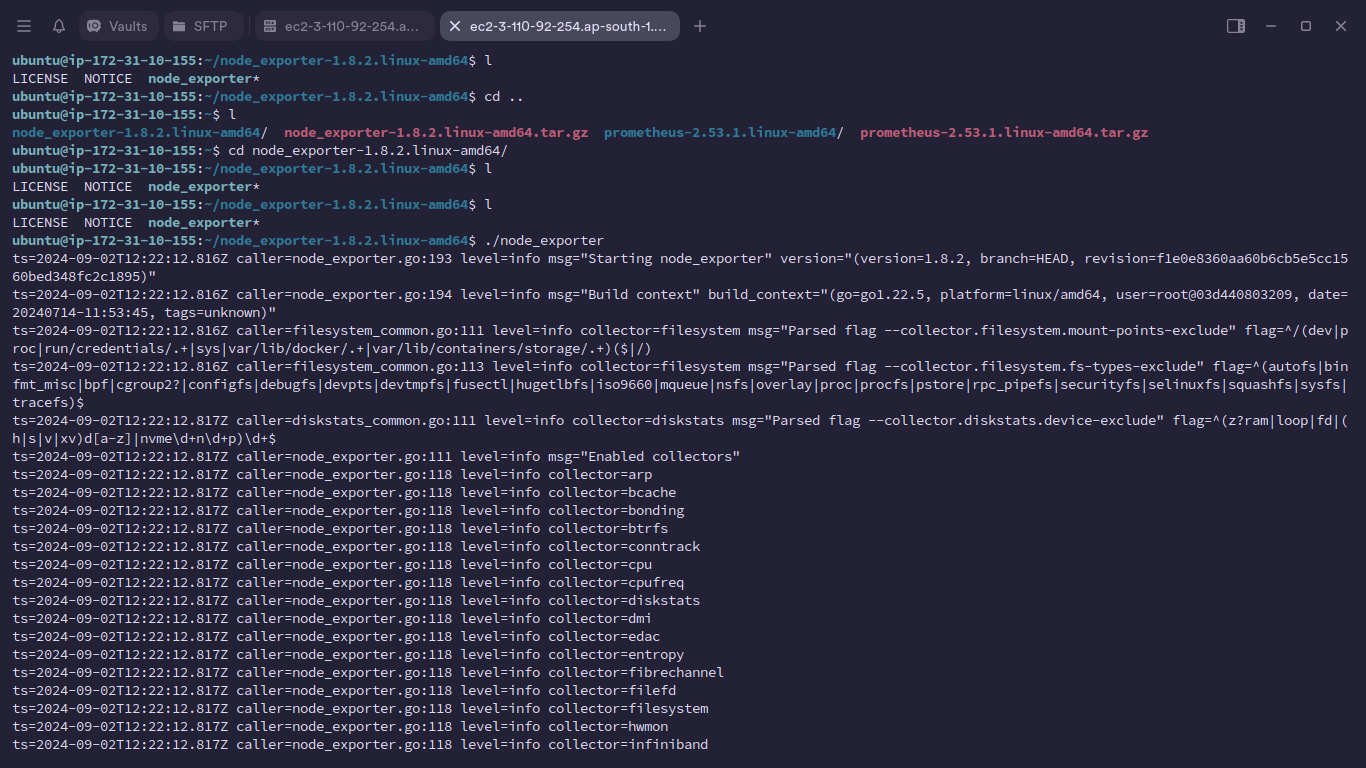 Vaults SFTP ec2-3-110-92-254.a... ec2-3-110-92-254.ap-south-1....
ubuntu@ip-172-31-10-155:~/node_exporter-1.8.2.linux-amd64$ l
LICENSE  NOTICE  node_exporter*
ubuntu@ip-172-31-10-155:~/node_exporter-1.8.2.linux-amd64$ cd ..
ubuntu@ip-172-31-10-155:~$ l
node_exporter-1.8.2.linux-amd64/  node_exporter-1.8.2.linux-amd64.tar.gz  prometheus-2.53.1.linux-amd64/  prometheus-2.53.1.linux-amd64.tar.gz
ubuntu@ip-172-31-10-155:~$ cd node_exporter-1.8.2.linux-amd64/
ubuntu@ip-172-31-10-155:~/node_exporter-1.8.2.linux-amd64$ l
LICENSE  NOTICE  node_exporter*
ubuntu@ip-172-31-10-155:~/node_exporter-1.8.2.linux-amd64$ l
LICENSE  NOTICE  node_exporter*
ubuntu@ip-172-31-10-155:~/node_exporter-1.8.2.linux-amd64$ ./node_exporter
ts=2024-09-02T12:22:12.816Z caller=node_exporter.go:193 level=info msg="Starting node_exporter" version="(version=1.8.2, branch=HEAD, revision=f1e0e8360aa60b6cb5e5cc15
60bed348fc2c1895)"
ts=2024-09-02T12:22:12.816Z caller=node_exporter.go:194 level=info msg="Build context" build_context="(go=go1.22.5, platform=linux/amd64, user=root@03d440803209, date=
20240714-11:53:45, tags=unknown)"
ts=2024-09-02T12:22:12.816Z caller=filesystem_common.go:111 level=info collector=filesystem msg="Parsed flag --collector.filesystem.mount-points-exclude" flag=^/(dev|p
roc|run/credentials/.+|sys|var/lib/docker/.+|var/lib/containers/storage/.+)($|/)
ts=2024-09-02T12:22:12.816Z caller=filesystem_common.go:113 level=info collector=filesystem msg="Parsed flag --collector.filesystem.fs-types-exclude" flag=^(autofs|bin
fmt_misc|bpf|cgroup2?|configfs|debugfs|devpts|devtmpfs|fusectl|hugetlbfs|iso9660|mqueue|nsfs|overlay|proc|procfs|pstore|rpc_pipefs|securityfs|selinuxfs|squashfs|sysfs|
tracefs)$
ts=2024-09-02T12:22:12.817Z caller=diskstats_common.go:111 level=info collector=diskstats msg="Parsed flag --collector.diskstats.device-exclude" flag=^(z?ram|loop|fd|(
h|s|v|xv)d[a-z]|nvme\d+n\d+p)\d+$
ts=2024-09-02T12:22:12.817Z caller=node_exporter.go:111 level=info msg="Enabled collectors"
ts=2024-09-02T12:22:12.817Z caller=node_exporter.go:118 level=info collector=arp
ts=2024-09-02T12:22:12.817Z caller=node_exporter.go:118 level=info collector=bcache
ts=2024-09-02T12:22:12.817Z caller=node_exporter.go:118 level=info collector=bonding
ts=2024-09-02T12:22:12.817Z caller=node_exporter.go:118 level=info collector=btrfs
ts=2024-09-02T12:22:12.817Z caller=node_exporter.go:118 level=info collector=conntrack
ts=2024-09-02T12:22:12.817Z caller=node_exporter.go:118 level=info collector=cpu
ts=2024-09-02T12:22:12.817Z caller=node_exporter.go:118 level=info collector=cpufreq
ts=2024-09-02T12:22:12.817Z caller=node_exporter.go:118 level=info collector=diskstats
ts=2024-09-02T12:22:12.817Z caller=node_exporter.go:118 level=info collector=dmi
ts=2024-09-02T12:22:12.817Z caller=node_exporter.go:118 level=info collector=edac
ts=2024-09-02T12:22:12.817Z caller=node_exporter.go:118 level=info collector=entropy
ts=2024-09-02T12:22:12.817Z caller=node_exporter.go:118 level=info collector=fibrechannel
ts=2024-09-02T12:22:12.817Z caller=node_exporter.go:118 level=info collector=filefd
ts=2024-09-02T12:22:12.817Z caller=node_exporter.go:118 level=info collector=filesystem
ts=2024-09-02T12:22:12.817Z caller=node_exporter.go:118 level=info collector=hwmon
ts=2024-09-02T12:22:12.817Z caller=node_exporter.go:118 level=info collector=infiniband